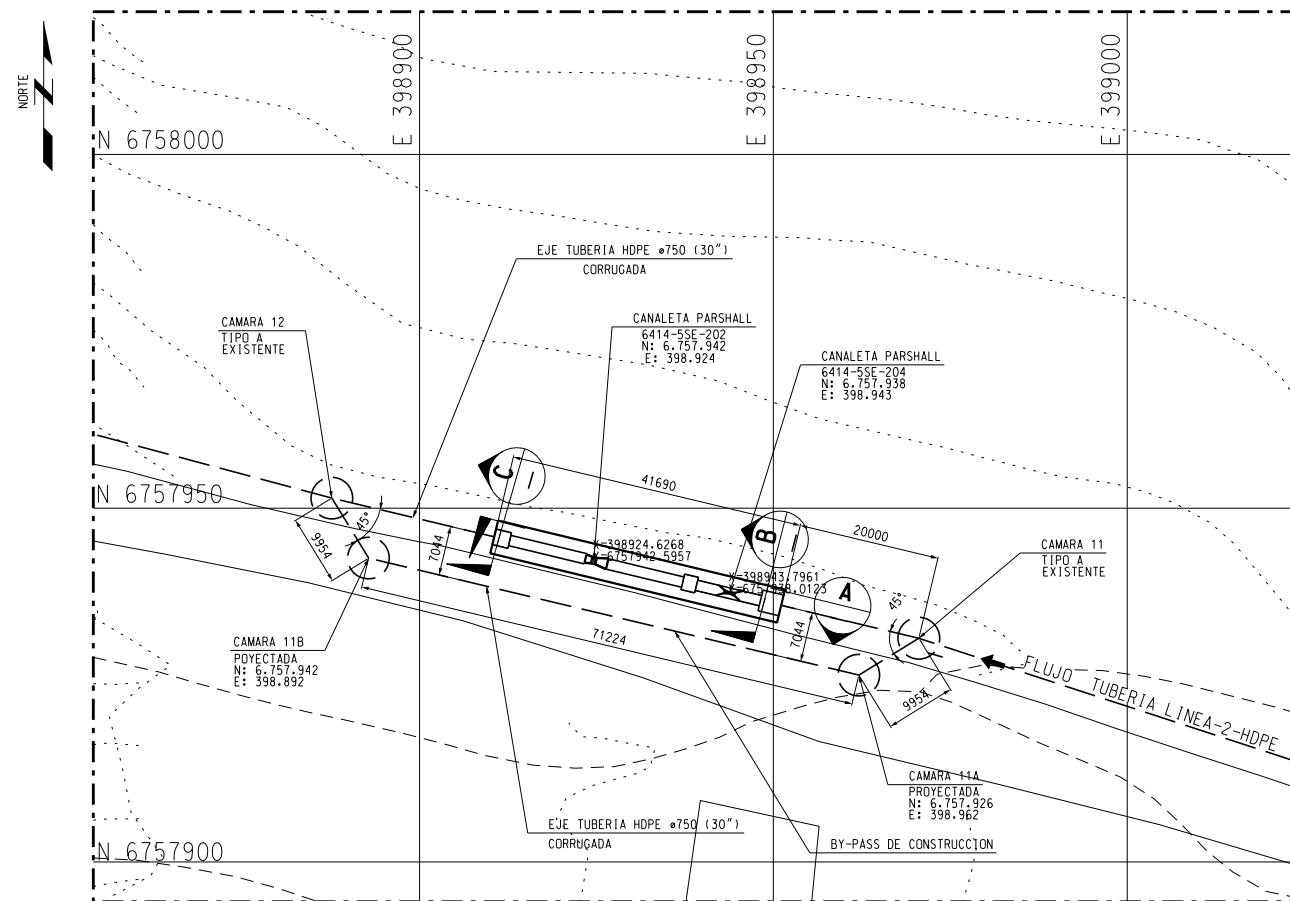 NORTE
E 398900
E 398950
E 399000
N 6758000
EJE TUBERIA HDPE ø750 (30")
CORRUGADA
CAMARA 12
TIPO A
EXISTENTE
CANALETA PARSHALL
6414-5SE-202
N: 6.757.942
E: 398.924
CANALETA PARSHALL
6414-5SE-204
N: 6.757.938
E: 398.943
C
41690
N 6757950
B
20000
45°
9954
7044
X=398924.6268
Y=6757942.5957
CAMARA 11
TIPO A
EXISTENTE
X=398943.7961
A
45°
CAMARA 11B
POYECTADA
N: 6.757.942
E: 398.892
71224
7044
FLUJO TUBERIA LINEA-2-HDPE
9954
CAMARA 11A
PROYECTADA
N: 6.757.926
E: 398.962
EJE TUBERIA HDPE ø750 (30")
CORRUGADA
BY-PASS DE CONSTRUCCION
N 6757900